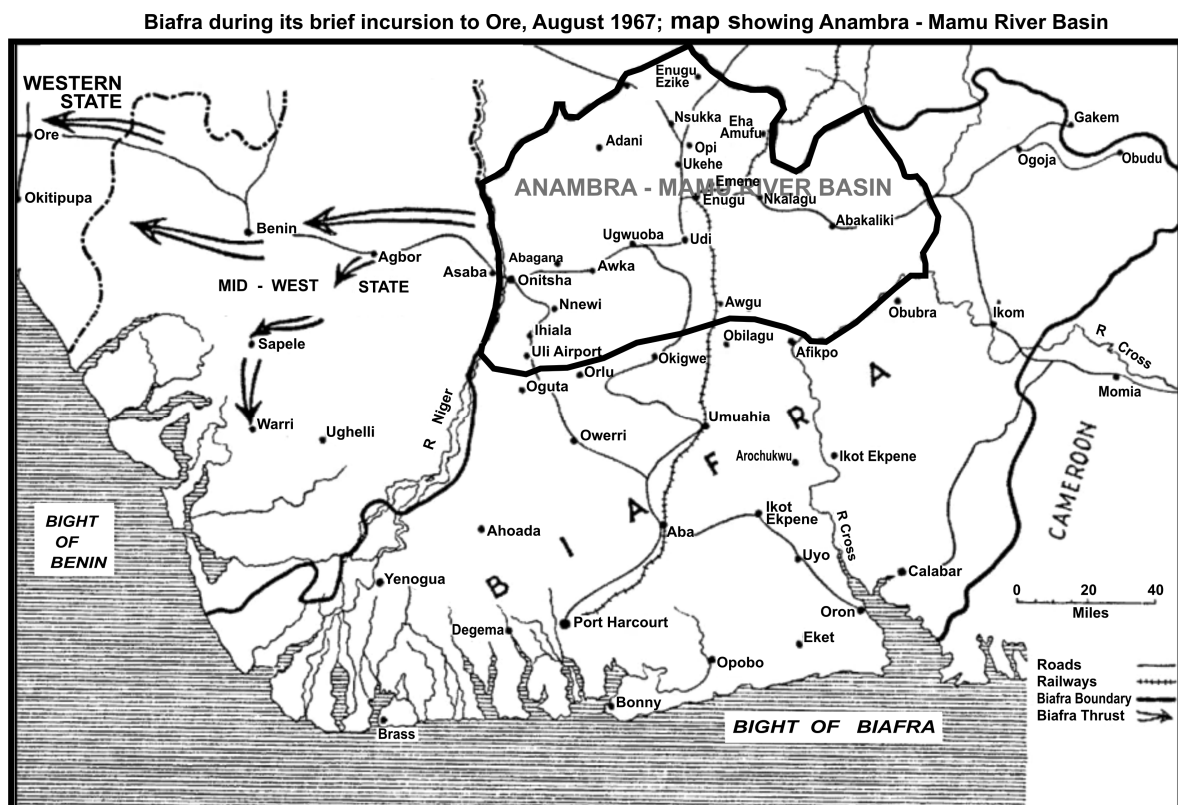 Biafra during its brief incursion to Ore, August 1967; map showing Anambra - Mamu River Basin
WESTERN
STATE
Ore
Okitipupa
Benin
Agbor
Asaba
MID - WEST STATE
Sapele
Warri
Ughelli
R Niger
BIGHT
OF
BENIN
Enugu
Ezike
Nsukka
Eha
Amufu
Adani
Opi
Ukehe
Emene
ANAMBRA - MAMU RIVER BASIN
Enugu
Nkalagu
Abakaliki
Ugwuoba
Udi
Abagana
Awka
Onitsha
Nnewi
Awgu
Ihiala
Uli Airport
Obilagu
Afikpo
Okigwe
Orlu
Oguta
Gakem
Ogoja
Obudu
Obubra
Ikom
R Cross
Momia
Umuahia
Owerri
Arochukwu
Ikot Ekpene
Ikot
Ekpene
R Cross
Ahoada
Aba
Uyo
Calabar
Yenogua
Oron
Degema
Port Harcourt
Eket
Opobo
Bonny
Brass
B I A F R A
CAMEROON
BIGHT OF BIAFRA
0 20 40
Miles
Roads
Railways
Biafra Boundary
Biafra Thrust